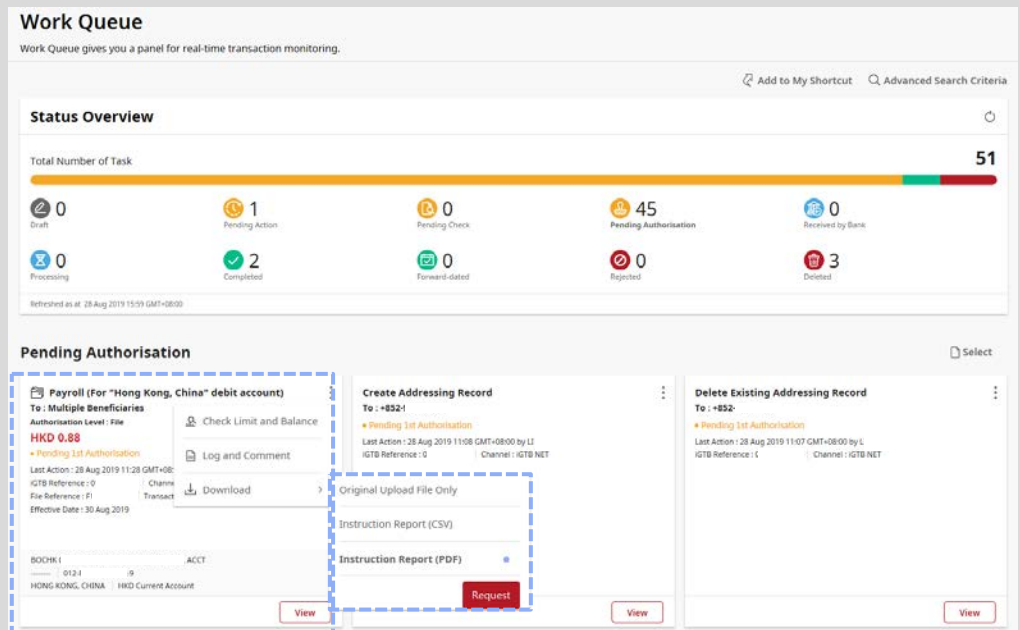 Work Queue
Work Queue gives you a panel for real-time transaction monitoring.
Add to My Shortcut Advanced Search Criteria
Status Overview
Total Number of Task 51
0 1 0 45 0
Draft Pending Action Pending Check Pending Authorisation Received by Bank
0 2 0 0 3
Processing Completed Forward-dated Rejected Deleted
Refreshed as at 28 Aug 2019 15:59 GMT+08:00
Pending Authorisation Select
Payroll (For "Hong Kong, China" debit account)
To : Multiple Beneficiaries
Authorisation Level : File
HKD 0.88
Pending 1st Authorisation
Last Action : 28 Aug 2019 11:28 GMT+08:
iGTB Reference : 0
File Reference :
Effective Date : 30 Aug 2019
BOCHK ACCT
012-
HONG KONG, CHINA HKD Current Account
View
Check Limit and Balance
Log and Comment
Download
Original Upload File Only
Instruction Report (CSV)
Instruction Report (PDF)
Request
Create Addressing Record
To : +852-
Pending 1st Authorisation
Last Action : 28 Aug 2019 11:08 GMT+08:00 by LI
iGTB Reference : 0 Channel : iGTB NET
View
Delete Existing Addressing Record
To : +852-
Pending 1st Authorisation
Last Action : 28 Aug 2019 11:07 GMT+08:00 by L
iGTB Reference : Channel : iGTB NET
View